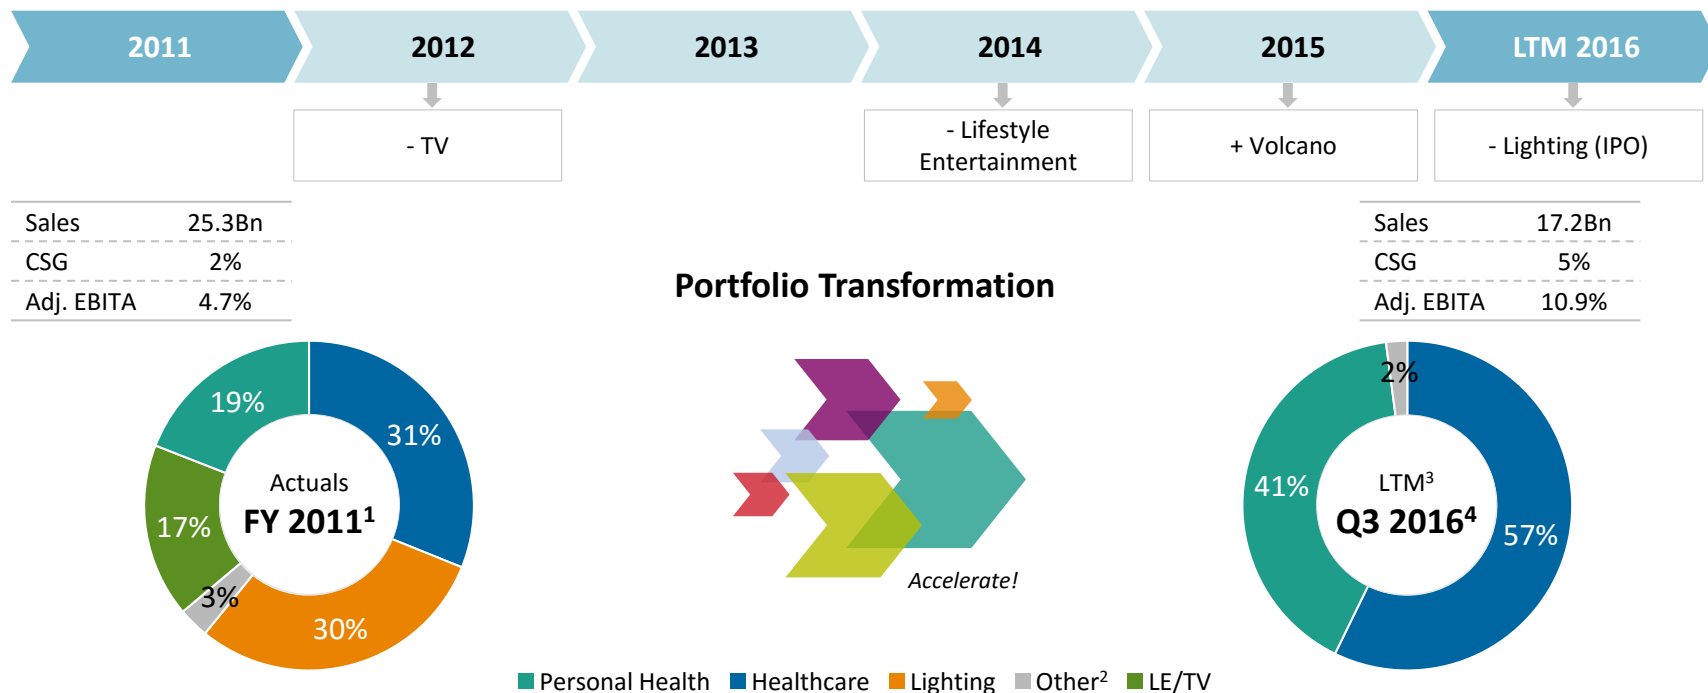 2011 2012 2013 2014 2015 LTM 2016
- TV
- Lifestyle
Entertainment
+ Volcano
- Lighting (IPO)
Sales 25.3Bn
CSG 2%
Adj. EBITA 4.7%
Sales 17.2Bn
CSG 5%
Adj. EBITA 10.9%
Portfolio Transformation
19%
31%
17%
3%
30%
Actuals
FY 2011¹
Accelerate!
2%
41%
57%
LTM³
Q3 2016⁴
Personal Health Healthcare Lighting Other² LE/TV